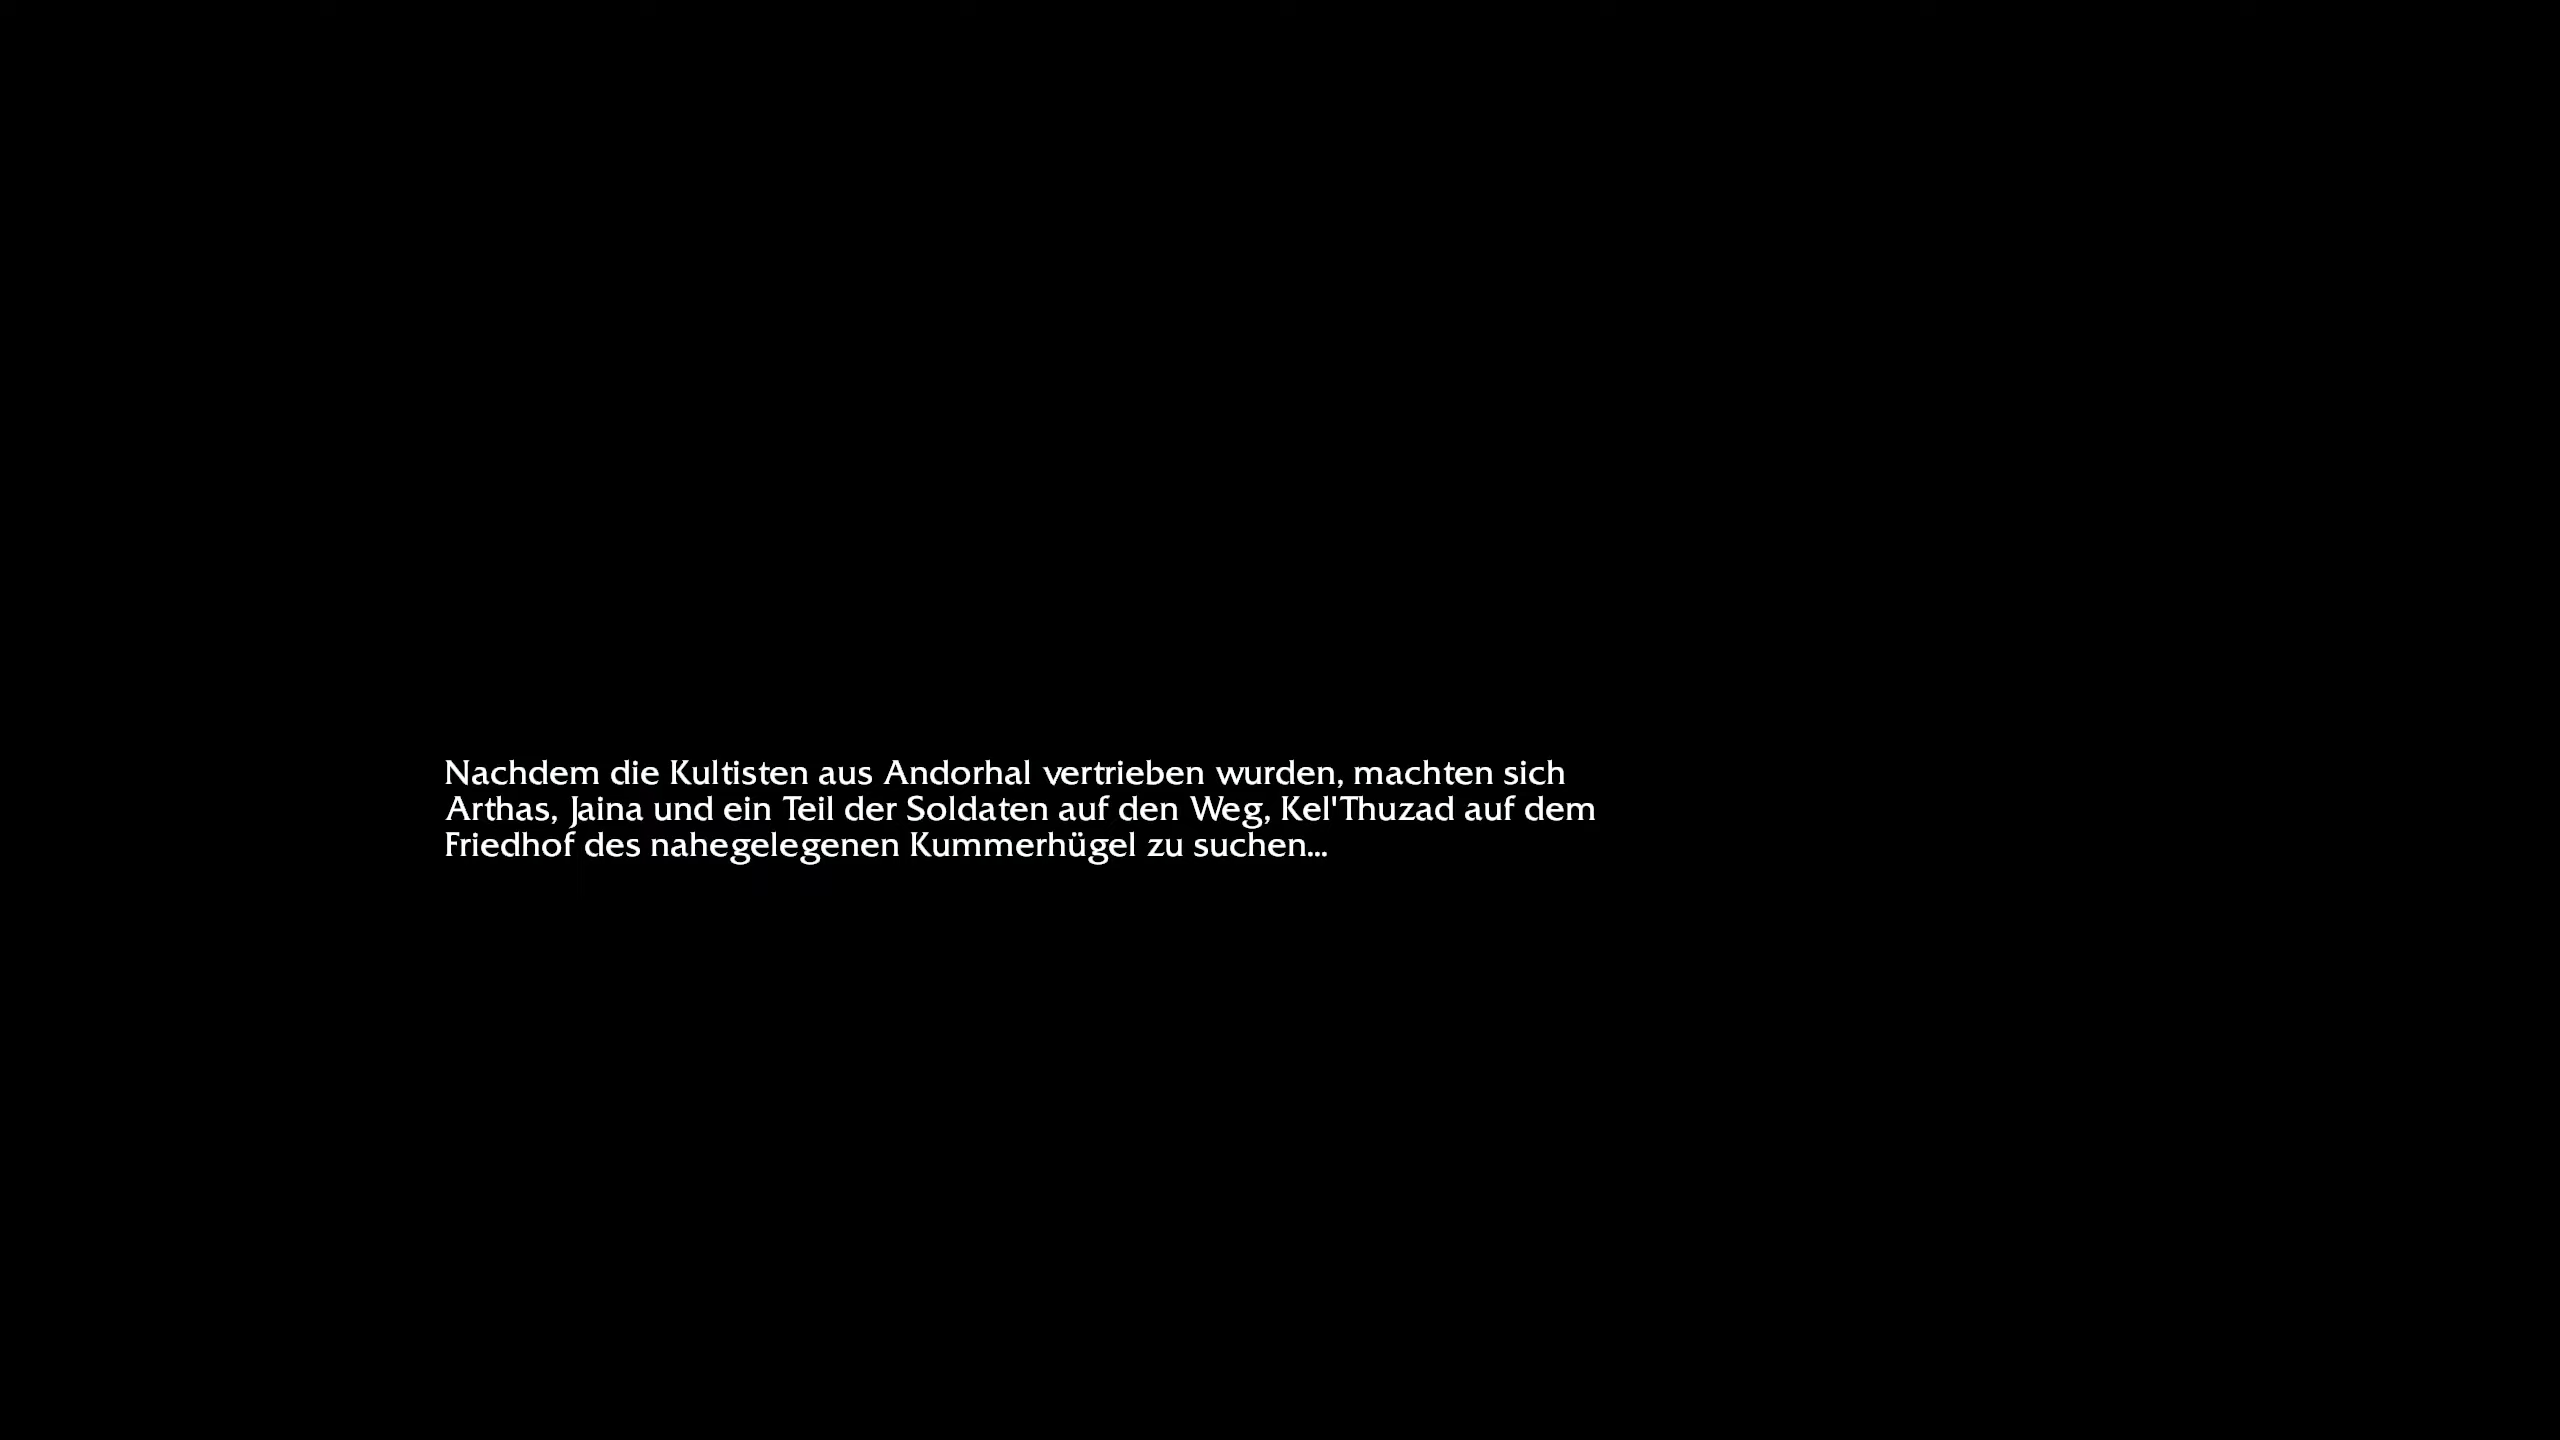 Nachdem die Kultisten aus Andorhal vertrieben wurden, machten sich
Arthas, Jaina und ein Teil der Soldaten auf den Weg, Kel'Thuzad auf dem
Friedhof des nahegelegenen Kummerhügel zu suchen...